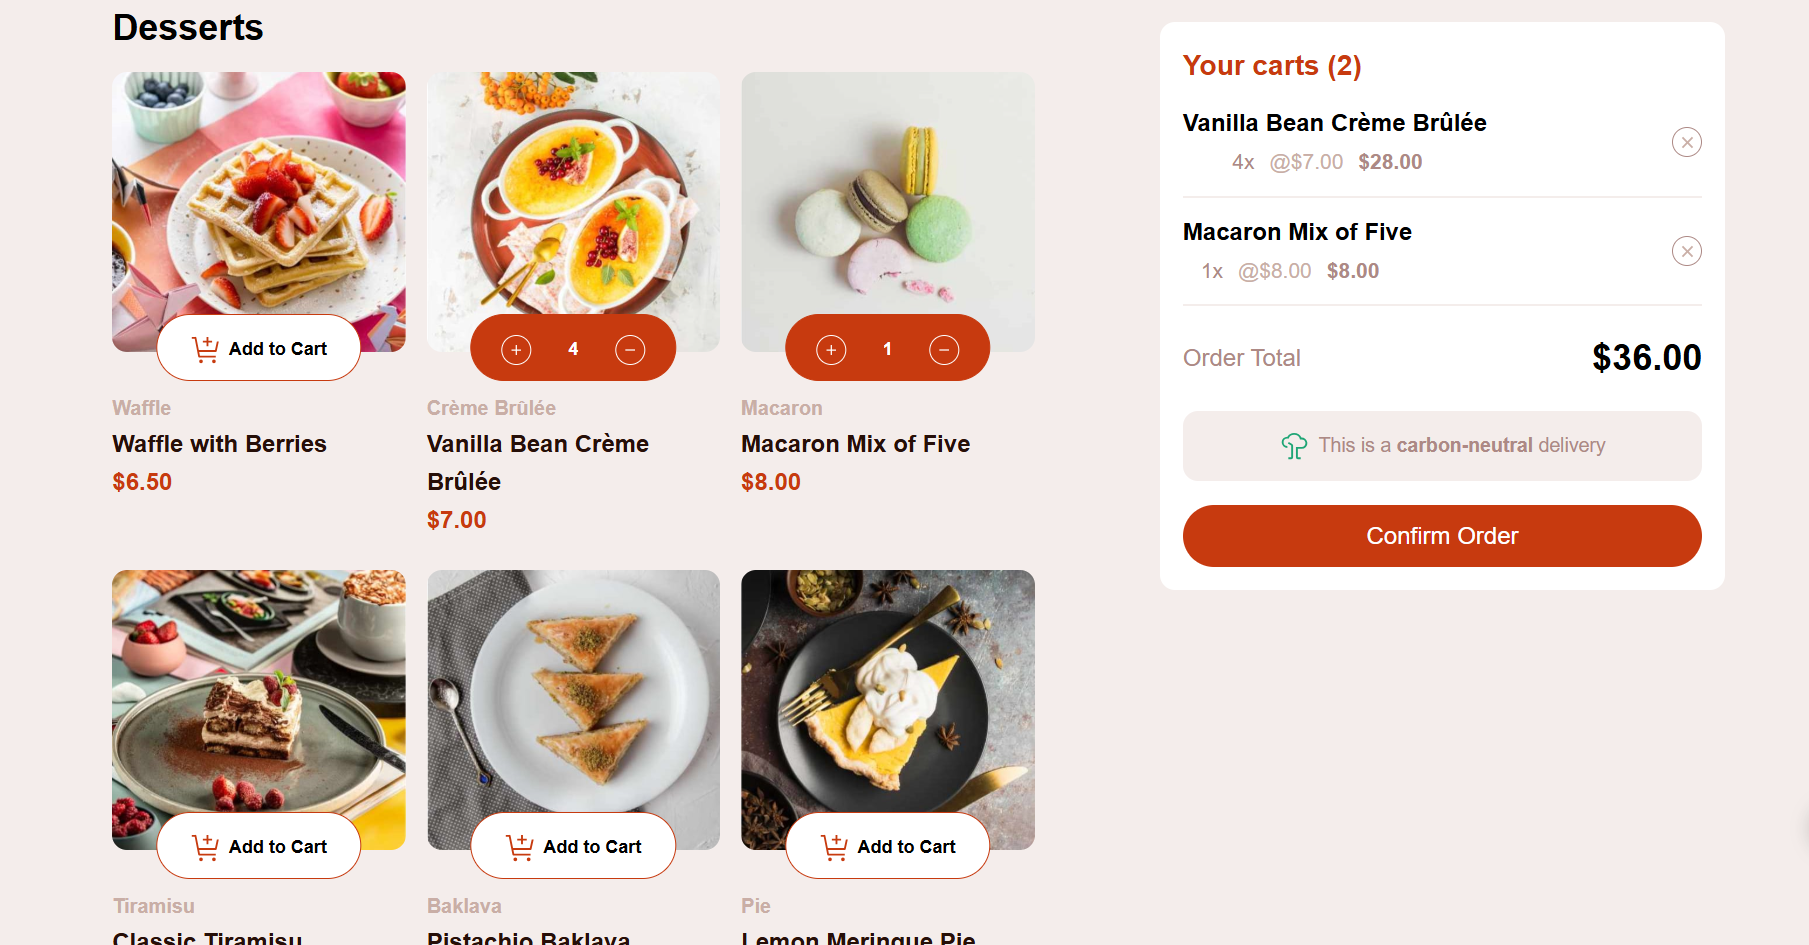 Desserts
Add to Cart
4
1
Waffle
Waffle with Berries
$6.50
Crème Brûlée
Vanilla Bean Crème
Brûlée
$7.00
Macaron
Macaron Mix of Five
$8.00
Add to Cart
Add to Cart
Add to Cart
Tiramisu
Classic Tiramisu
Baklava
Pistachio Baklava
Pie
Lemon Meringue Pie
Your carts (2)
Vanilla Bean Crème Brûlée
4x @$7.00 $28.00
Macaron Mix of Five
1x @$8.00 $8.00
Order Total $36.00
This is a carbon-neutral delivery
Confirm Order